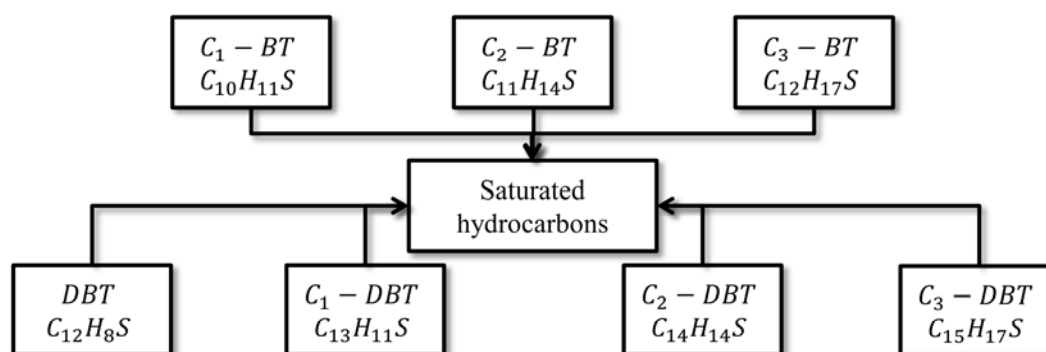 C₁ − BT
C₁₀H₁₁S
C₂ − BT
C₁₁H₁₄S
C₃ − BT
C₁₂H₁₇S
Saturated
hydrocarbons
DBT
C₁₂H₈S
C₁ − DBT
C₁₃H₁₁S
C₂ − DBT
C₁₄H₁₄S
C₃ − DBT
C₁₅H₁₇S